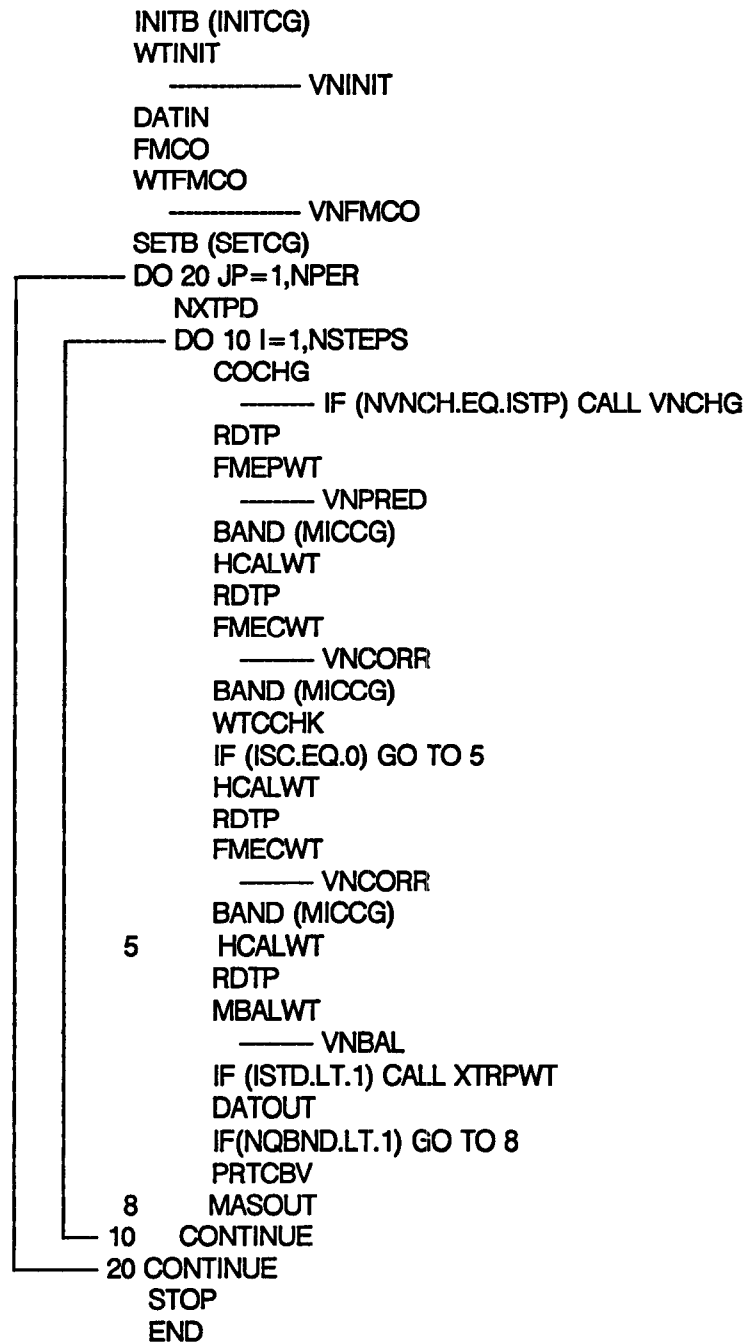 INITB (INITCG)
WTINIT
VNINIT
DATIN
FMCO
WTFMCO
VNFMCO
SETB (SETCG)
DO 20 JP=1,NPER
NXTPD
DO 10 I=1,NSTEPS
COCHG
IF (NVNCH.EQ.ISTP) CALL VNCHG
RDTP
FMEPWT
VNPRED
BAND (MICCG)
HCALWT
RDTP
FMECWT
VNCORR
BAND (MICCG)
WTCCHK
IF (ISC.EQ.0) GO TO 5
HCALWT
RDTP
FMECWT
VNCORR
BAND (MICCG)
5 HCALWT
RDTP
MBALWT
VNBAL
IF (ISTD.LT.1) CALL XTRPWT
DATOUT
IF(NQBND.LT.1) GO TO 8
PRTCBV
8 MASOUT
10 CONTINUE
20 CONTINUE
STOP
END